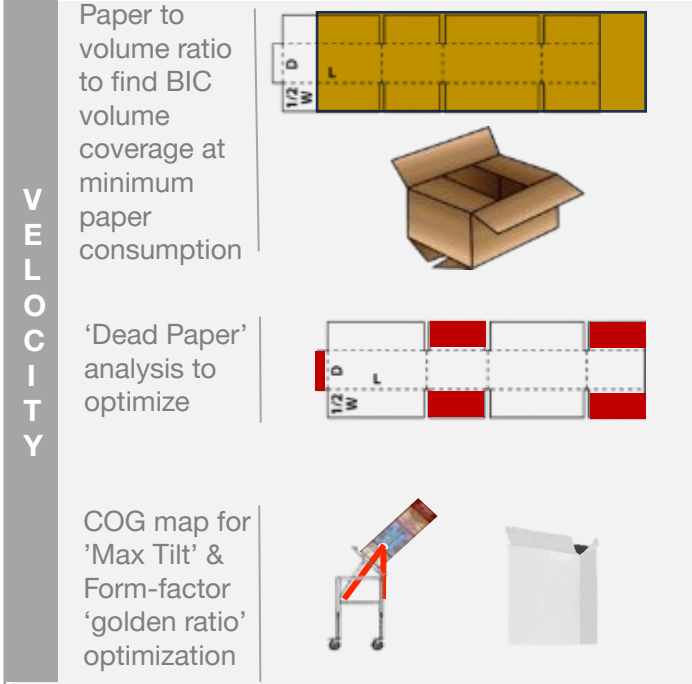 VELOCITY
Paper to
volume ratio
to find BIC
volume
coverage at
minimum
paper
consumption
D
L
1/2
W
‘Dead Paper’
analysis to
optimize
D
L
1/2
W
COG map for
’Max Tilt’ &
Form-factor
‘golden ratio’
optimization